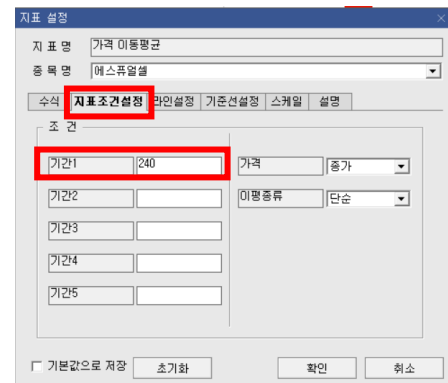 지표 설정
지 표 명 가격 이동평균
종 목 명 에스퓨얼셀
수식 지표조건설정 라인설정 기준선설정 스케일 설명
조 건
기간1 240 가격 종가
기간2 이평종류 단순
기간3
기간4
기간5
기본값으로 저장 초기화 확인 취소